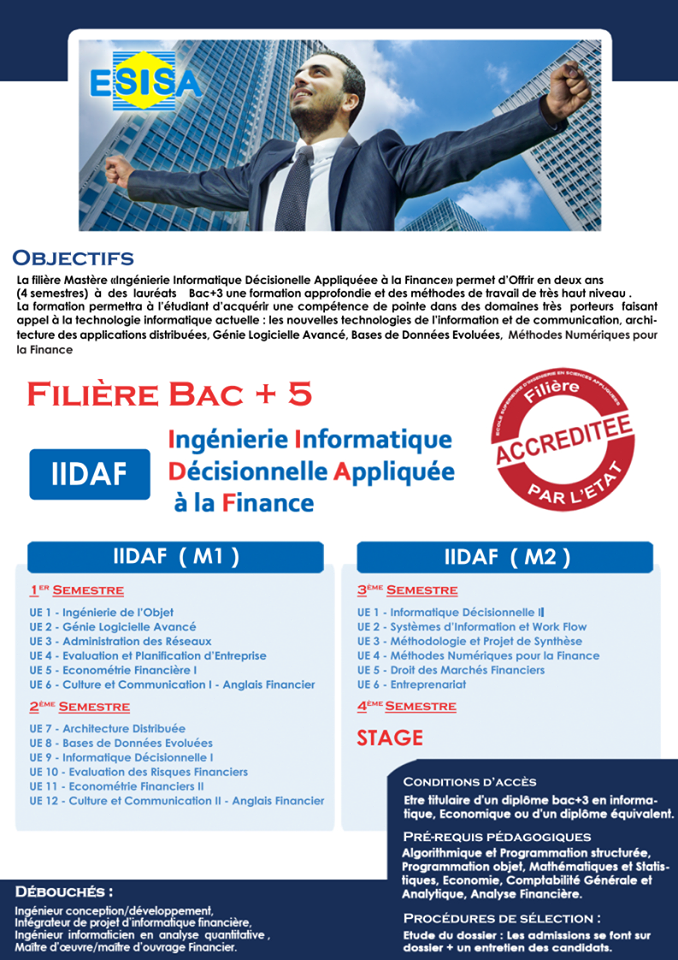 ESISA
OBJECTIFS
La filière Mastère «Ingénierie Informatique Décisionelle Appliquéee à la Finance» permet d'Offrir en deux ans
(4 semestres) à des lauréats Bac+3 une formation approfondie et des méthodes de travail de très haut niveau .
La formation permettra à l'étudiant d'acquérir une compétence de pointe dans des domaines très porteurs faisant
appel à la technologie informatique actuelle : les nouvelles technologies de l'information et de communication, archi-
tecture des applications distribuées, Génie Logicielle Avancé, Bases de Données Evoluées, Méthodes Numériques pour
la Finance
FILIÈRE BAC + 5
IIDAF
Ingénierie Informatique
Décisionnelle Appliquée
à la Finance
ECOLE SUPERIEURE D'INGENIERIE EN SCIENCES APPLIQUEES
Filière
ACCREDITEE
PAR L'ETAT
IIDAF ( M1 )
1ER SEMESTRE
UE 1 - Ingénierie de l'Objet
UE 2 - Génie Logicielle Avancé
UE 3 - Administration des Réseaux
UE 4 - Evaluation et Planification d'Entreprise
UE 5 - Econométrie Financière I
UE 6 - Culture et Communication I - Anglais Financier
2ÈME SEMESTRE
UE 7 - Architecture Distribuée
UE 8 - Bases de Données Evoluées
UE 9 - Informatique Décisionnelle I
UE 10 - Evaluation des Risques Financiers
UE 11 - Econométrie Financiers II
UE 12 - Culture et Communication II - Anglais Financier
IIDAF ( M2 )
3ÈME SEMESTRE
UE 1 - Informatique Décisionnelle II
UE 2 - Systèmes d'Information et Work Flow
UE 3 - Méthodologie et Projet de Synthèse
UE 4 - Méthodes Numériques pour la Finance
UE 5 - Droit des Marchés Financiers
UE 6 - Entreprenariat
4ÈME SEMESTRE
STAGE
CONDITIONS D'ACCÈS
Etre titulaire d'un diplôme bac+3 en informa-
tique, Economique ou d'un diplôme équivalent.
PRÉ-REQUIS PÉDAGOGIQUES
Algorithmique et Programmation structurée,
Programmation objet, Mathématiques et Statis-
tiques, Economie, Comptabilité Générale et
Analytique, Analyse Financière.
PROCÉDURES DE SÉLECTION :
Etude du dossier : Les admissions se font sur
dossier + un entretien des candidats.
DÉBOUCHÉS :
Ingénieur conception/développement,
Intégrateur de projet d'informatique financière,
Ingénieur informaticien en analyse quantitative ,
Maître d'œuvre/maître d'ouvrage Financier.